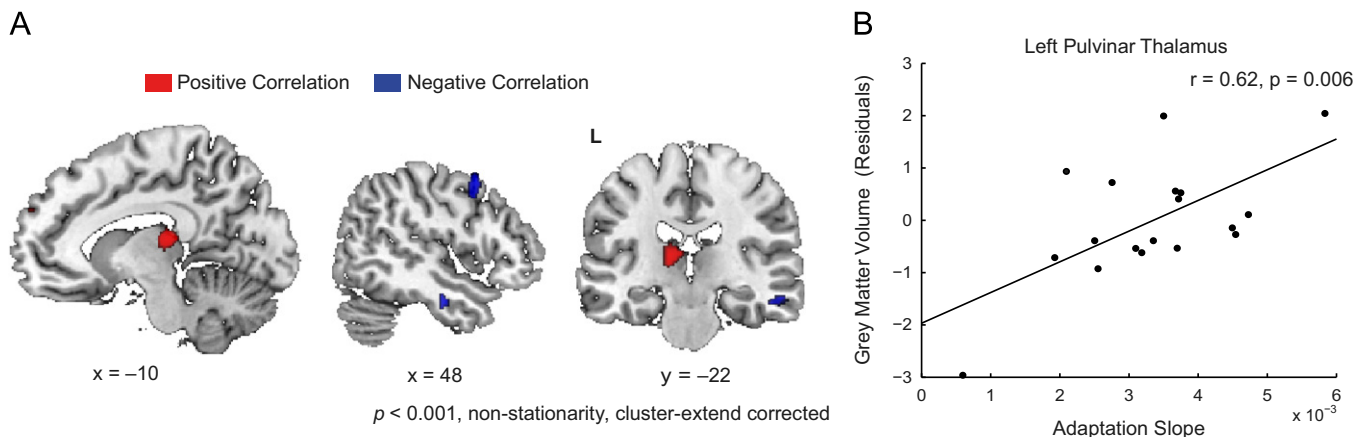 A
Positive Correlation
Negative Correlation
L
x = –10
x = 48
y = –22
p < 0.001, non-stationarity, cluster-extend corrected
B
Left Pulvinar Thalamus
r = 0.62, p = 0.006
Grey Matter Volume (Residuals)
3
2
1
0
−1
−2
−3
0
1
2
3
4
5
6
x 10⁻³
Adaptation Slope